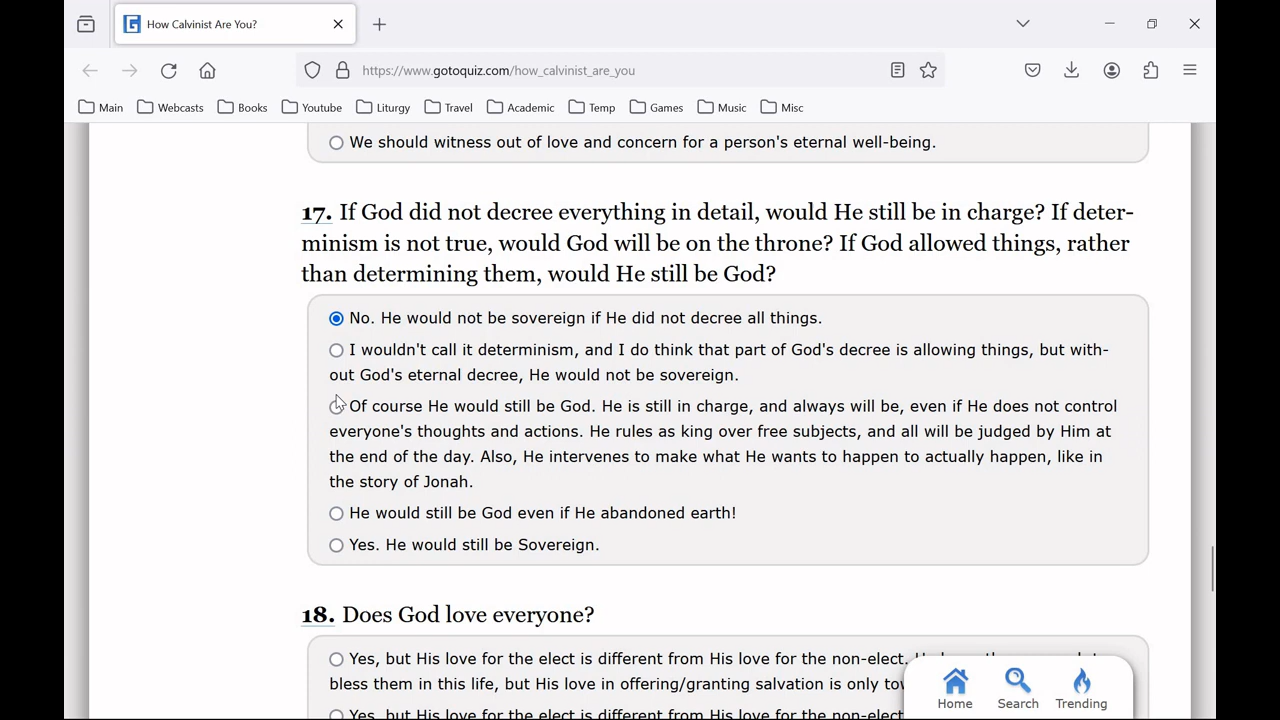 How Calvinist Are You?
https://www.gotoquiz.com/how_calvinist_are_you
Main Webcasts Books Youtube Liturgy Travel Academic Temp Games Music Misc
We should witness out of love and concern for a person's eternal well-being.
17. If God did not decree everything in detail, would He still be in charge? If deter-
minism is not true, would God will be on the throne? If God allowed things, rather
than determining them, would He still be God?
No. He would not be sovereign if He did not decree all things.
I wouldn't call it determinism, and I do think that part of God's decree is allowing things, but with-
out God's eternal decree, He would not be sovereign.
Of course He would still be God. He is still in charge, and always will be, even if He does not control
everyone's thoughts and actions. He rules as king over free subjects, and all will be judged by Him at
the end of the day. Also, He intervenes to make what He wants to happen to actually happen, like in
the story of Jonah.
He would still be God even if He abandoned earth!
Yes. He would still be Sovereign.
18. Does God love everyone?
Yes, but His love for the elect is different from His love for the non-elect.
bless them in this life, but His love in offering/granting salvation is only
Yes, but His love for the elect is different from His love for the non-elect.
Home Search Trending